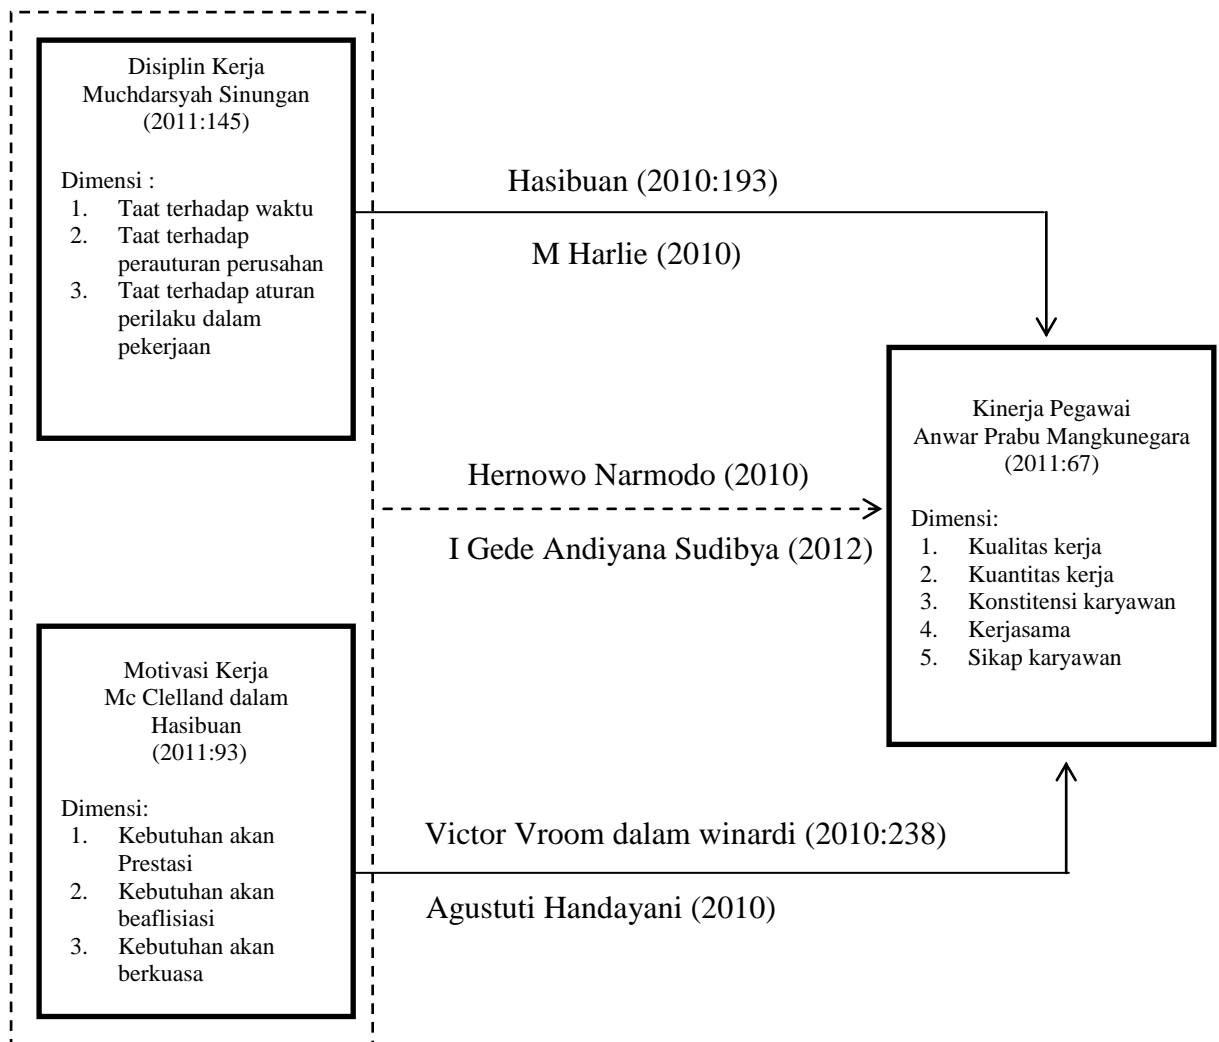 Disiplin Kerja
Muchdarsyah Sinungan
(2011:145)
Dimensi :
1. Taat terhadap waktu
2. Taat terhadap
perauturan perusahan
3. Taat terhadap aturan
perilaku dalam
pekerjaan
Hasibuan (2010:193)
M Harlie (2010)
Kinerja Pegawai
Anwar Prabu Mangkunegara
(2011:67)
Dimensi:
1. Kualitas kerja
2. Kuantitas kerja
3. Konstitensi karyawan
4. Kerjasama
5. Sikap karyawan
Hernowo Narmodo (2010)
I Gede Andiyana Sudibya (2012)
Motivasi Kerja
Mc Clelland dalam
Hasibuan
(2011:93)
Dimensi:
1. Kebutuhan akan
Prestasi
2. Kebutuhan akan
beaflisiasi
3. Kebutuhan akan
berkuasa
Victor Vroom dalam winardi (2010:238)
Agustuti Handayani (2010)